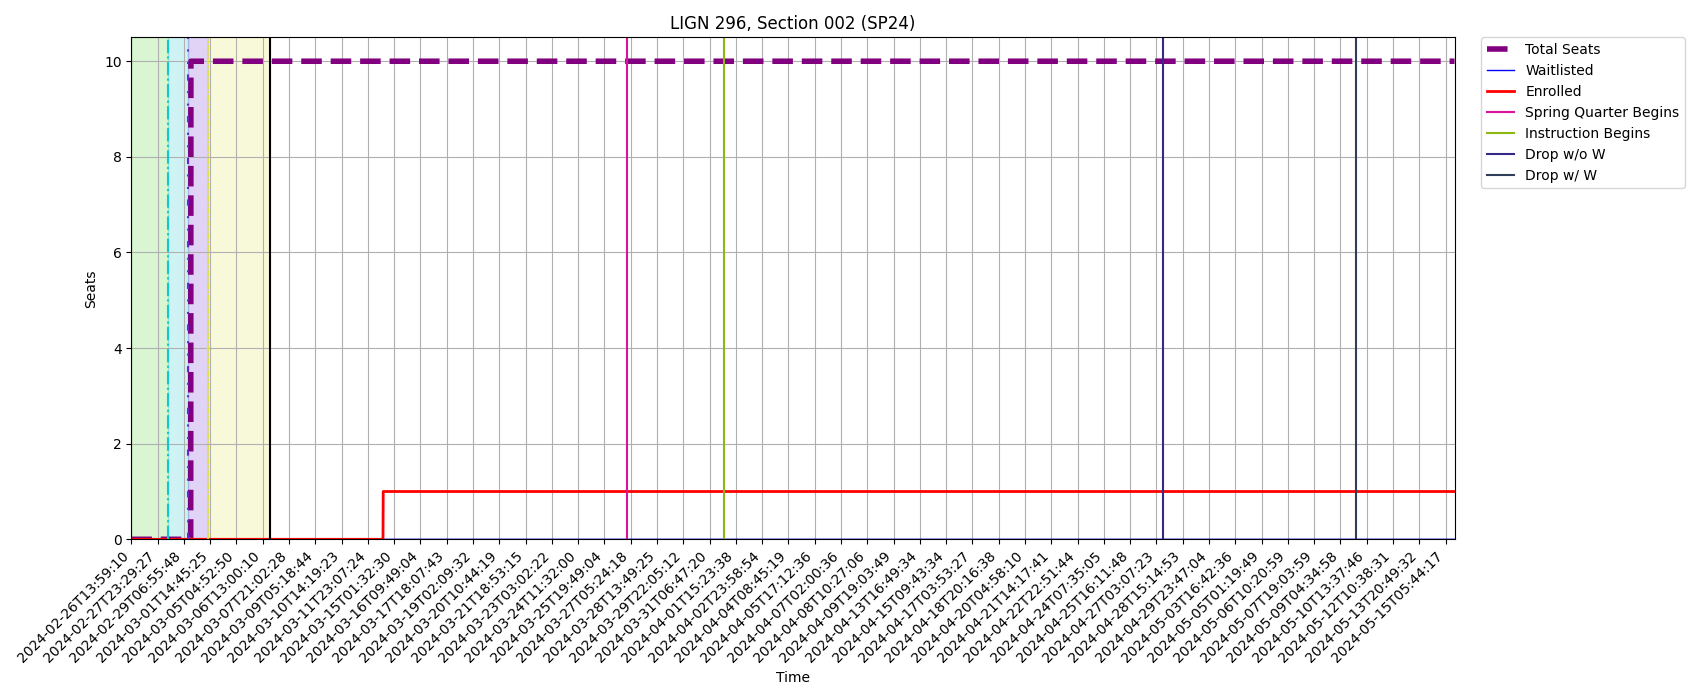 LIGN 296, Section 002 (SP24)
10
8
6
4
2
0
Seats
2024-02-26T13:59:10
2024-02-27T23:29:27
2024-02-29T06:55:48
2024-03-01T14:45:25
2024-03-05T04:52:50
2024-03-06T13:00:10
2024-03-07T21:02:28
2024-03-09T05:18:44
2024-03-10T14:19:23
2024-03-11T23:07:24
2024-03-15T01:32:30
2024-03-16T09:49:04
2024-03-17T18:07:43
2024-03-19T02:09:32
2024-03-20T10:44:19
2024-03-21T18:53:15
2024-03-23T03:02:22
2024-03-24T11:32:00
2024-03-25T19:49:04
2024-03-27T05:24:18
2024-03-28T13:49:25
2024-03-29T22:05:12
2024-03-31T06:47:20
2024-04-01T15:23:38
2024-04-02T23:58:54
2024-04-04T08:45:19
2024-04-05T17:12:36
2024-04-07T02:00:36
2024-04-08T10:27:06
2024-04-09T19:03:49
2024-04-13T16:49:34
2024-04-15T09:43:34
2024-04-17T03:53:27
2024-04-18T20:16:38
2024-04-20T04:58:10
2024-04-21T14:17:41
2024-04-22T22:51:44
2024-04-24T07:35:05
2024-04-25T16:11:48
2024-04-27T03:07:23
2024-04-28T15:14:53
2024-04-29T23:47:04
2024-05-03T16:42:36
2024-05-05T01:19:49
2024-05-06T10:20:59
2024-05-07T19:03:59
2024-05-09T04:34:58
2024-05-10T13:37:46
2024-05-12T10:38:31
2024-05-13T20:49:32
2024-05-15T05:44:17
Time
Total Seats
Waitlisted
Enrolled
Spring Quarter Begins
Instruction Begins
Drop w/o W
Drop w/ W